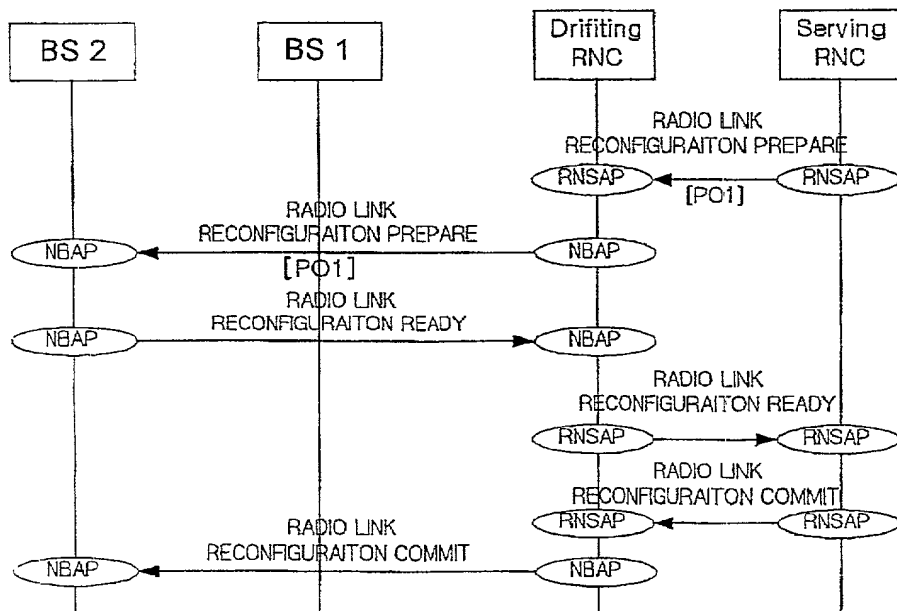 BS 2
BS 1
Drifiting
RNC
Serving
RNC
RADIO LINK
RECONFIGURAITON PREPARE
RNSAP
RNSAP
[PO1]
RADIO LINK
RECONFIGURAITON PREPARE
NBAP
NBAP
[PO1]
RADIO LINK
RECONFIGURAITON READY
NBAP
NBAP
RADIO LINK
RECONFIGURAITON READY
RNSAP
RNSAP
RADIO LINK
RECONFIGURAITON COMMIT
RNSAP
RNSAP
RADIO LINK
RECONFIGURAITON COMMIT
NBAP
NBAP